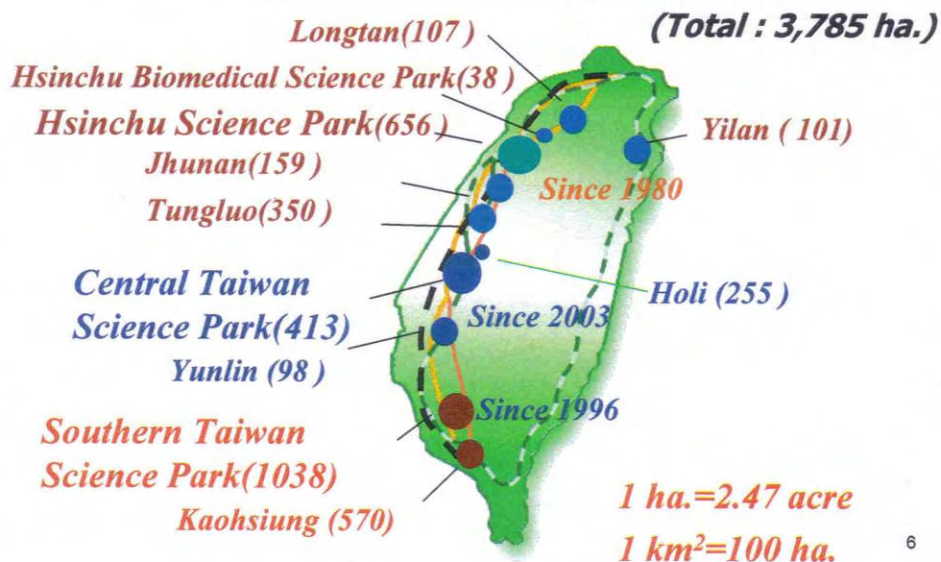 (Total : 3,785 ha.)
Longtan(107 )
Hsinchu Biomedical Science Park(38 )
Hsinchu Science Park(656 )
Yilan ( 101)
Jhunan(159 )
Since 1980
Tungluo(350 )
Central Taiwan
Science Park(413)
Holi (255 )
Since 2003
Yunlin (98 )
Since 1996
Southern Taiwan
Science Park(1038)
Kaohsiung (570)
1 ha.=2.47 acre
1 km²=100 ha.
6